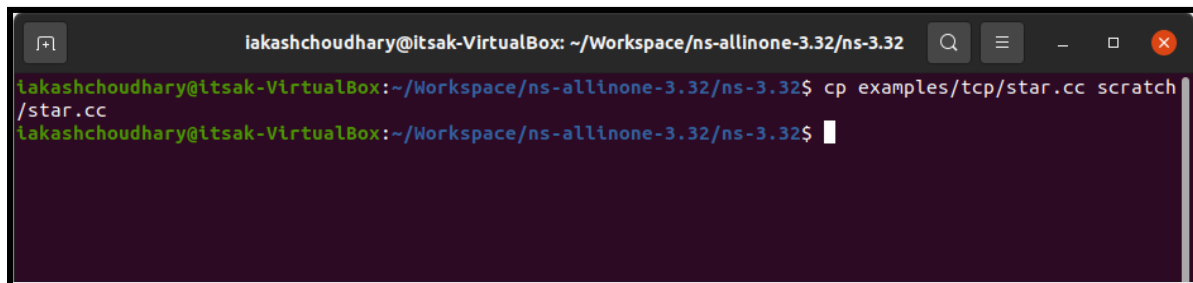 iakashchoudhary@itsak-VirtualBox: ~/Workspace/ns-allinone-3.32/ns-3.32
iakashchoudhary@itsak-VirtualBox:~/Workspace/ns-allinone-3.32/ns-3.32$ cp examples/tcp/star.cc scratch
/star.cc
iakashchoudhary@itsak-VirtualBox:~/Workspace/ns-allinone-3.32/ns-3.32$